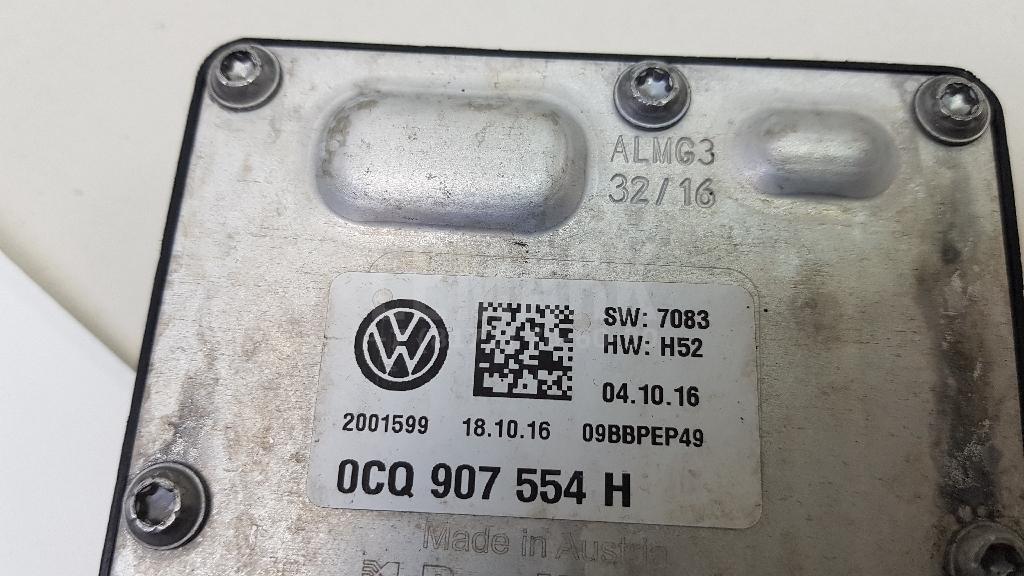 ALMG3
32/16
SW: 7083
HW: H52
04.10.16
2001599 18.10.16 09BBPEP49
0CQ 907 554 H
Made in Austria